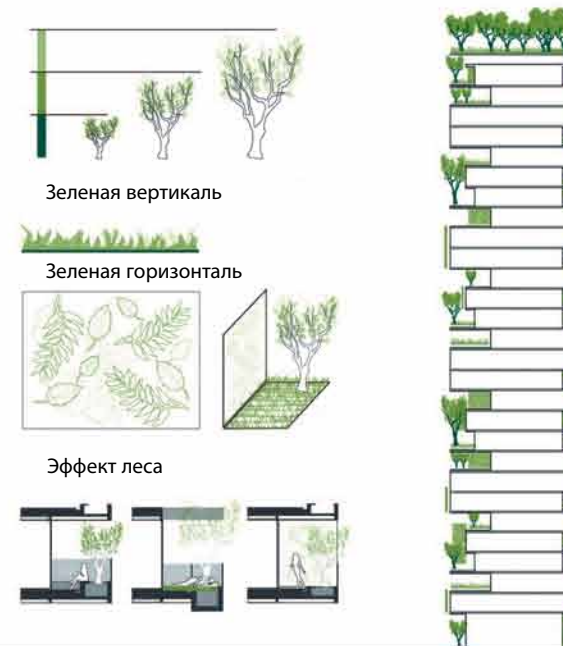 Зеленая вертикаль
Зеленая горизонталь
Эффект леса